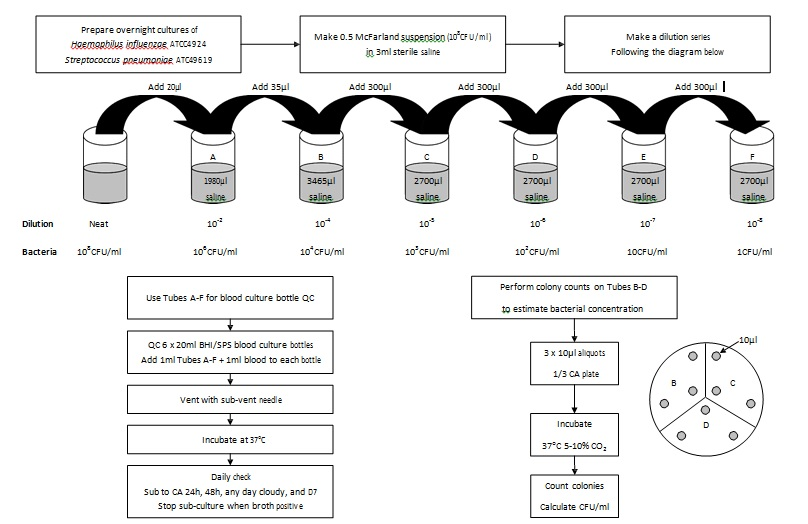 Prepare overnight cultures of
Haemophilus influenzae ATCC4924
Streptococcus pneumoniae ATC49619
Make 0.5 McFarland suspension (10⁸CFU/ml)
in 3ml sterile saline
Make a dilution series
Following the diagram below
Add 20µl
Add 35µl
Add 300µl
Add 300µl
Add 300µl
Add 300µl
A
B
C
D
E
F
1980µl
saline
3465µl
saline
2700µl
saline
2700µl
saline
2700µl
saline
2700µl
saline
Dilution Neat 10⁻² 10⁻⁴ 10⁻⁵ 10⁻⁶ 10⁻⁷ 10⁻⁸
Bacteria 10⁸CFU/ml 10⁶CFU/ml 10⁴CFU/ml 10³CFU/ml 10²CFU/ml 10CFU/ml 1CFU/ml
Use Tubes A-F for blood culture bottle QC
QC 6 x 20ml BHI/SPS blood culture bottles
Add 1ml Tubes A-F + 1ml blood to each bottle
Vent with sub-vent needle
Incubate at 37°C
Daily check
Sub to CA 24h, 48h, any day cloudy, and D7
Stop sub-culture when broth positive
Perform colony counts on Tubes B-D
to estimate bacterial concentration
3 x 10µl aliquots
1/3 CA plate
Incubate
37°C 5-10% CO₂
Count colonies
Calculate CFU/ml
10µl
B
C
D